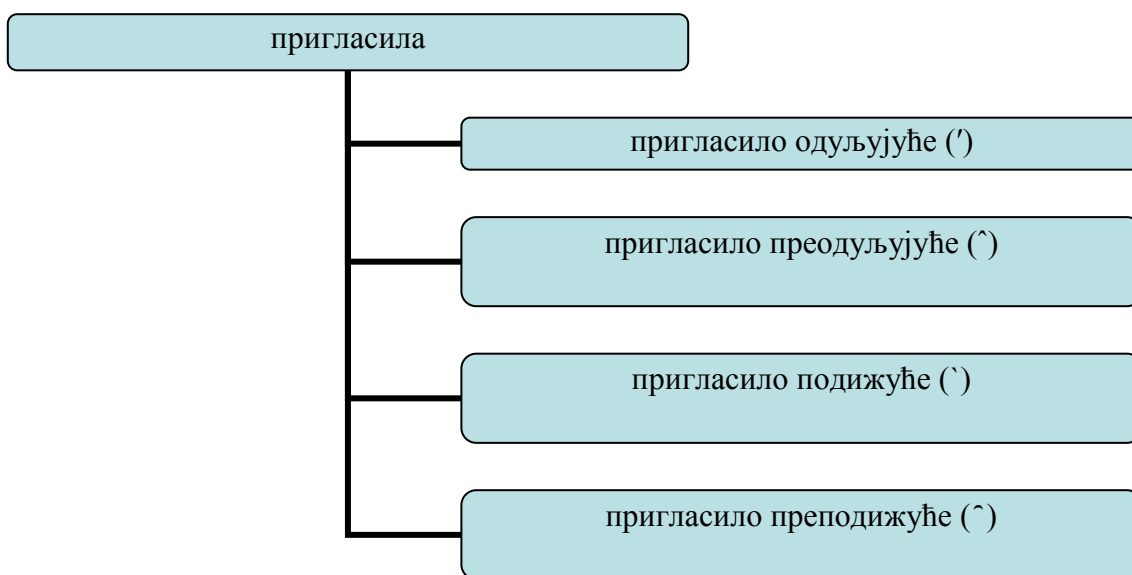 пригласила
пригласило одуљујуће (′)
пригласило преодуљујуће (ˆ)
пригласило подижуће (`)
пригласило преподижуће (ᵔ)